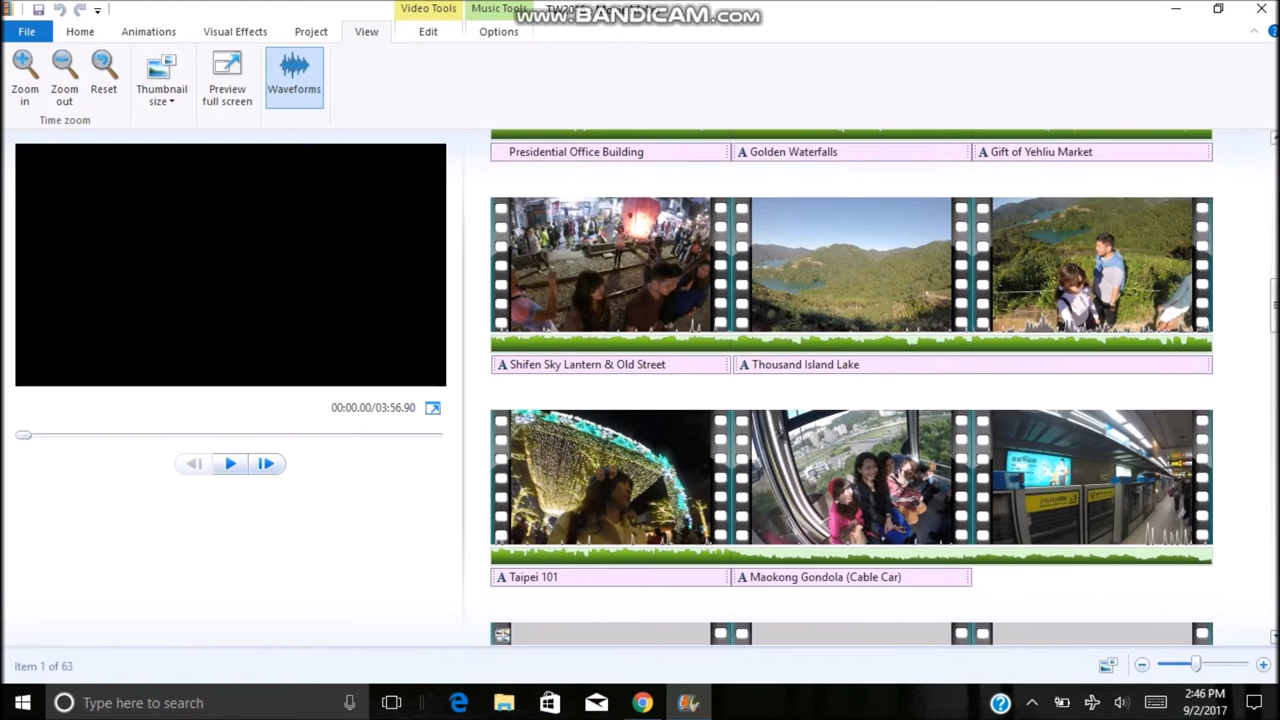 Video Tools
Music Tools
www.BANDICAM.com
File
Home
Animations
Visual Effects
Project
View
Edit
Options
Zoom in
Zoom out
Reset
Thumbnail size
Preview full screen
Waveforms
Time zoom
Presidential Office Building
A Golden Waterfalls
A Gift of Yehliu Market
A Shifen Sky Lantern & Old Street
A Thousand Island Lake
00:00.00/03:56.90
A Taipei 101
A Maokong Gondola (Cable Car)
Item 1 of 63
Type here to search
2:46 PM
9/2/2017